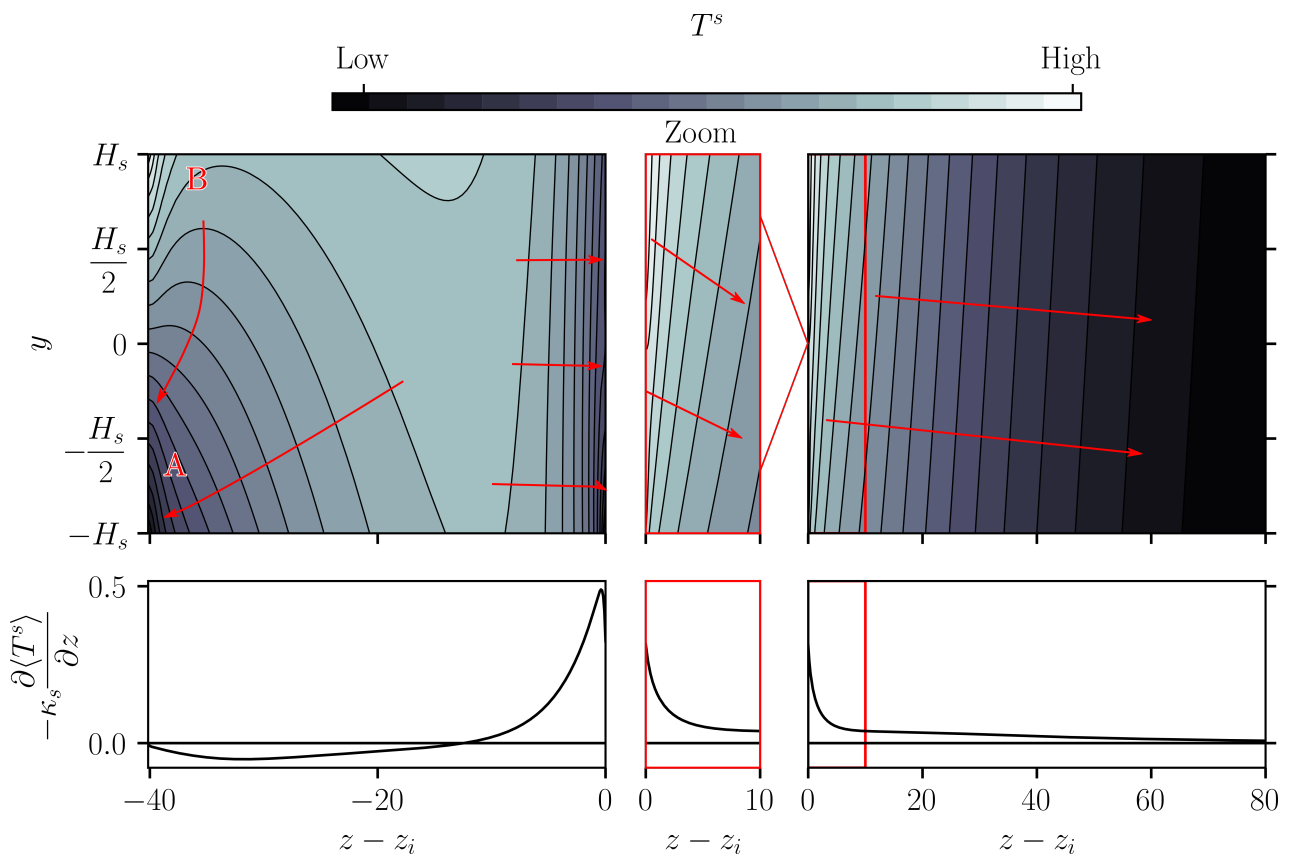 T^s
Low High
Zoom
H_s
B
H_s/2
y
0
-H_s/2
A
-H_s
0.5
-κ_s ∂⟨T^s⟩/∂z
0.0
−40 −20 0 0 10 0 20 40 60 80
z − z_i z − z_i z − z_i